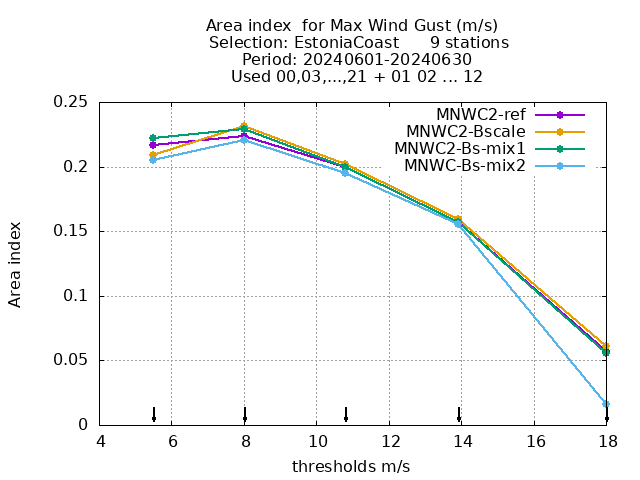 Area index  for Max Wind Gust (m/s)
Selection: EstoniaCoast      9 stations
Period: 20240601-20240630
Used 00,03,...,21 + 01 02 ... 12
MNWC2-ref
MNWC2-Bscale
MNWC2-Bs-mix1
MNWC-Bs-mix2
0.25
0.2
0.15
0.1
0.05
0
Area index
4 6 8 10 12 14 16 18
thresholds m/s